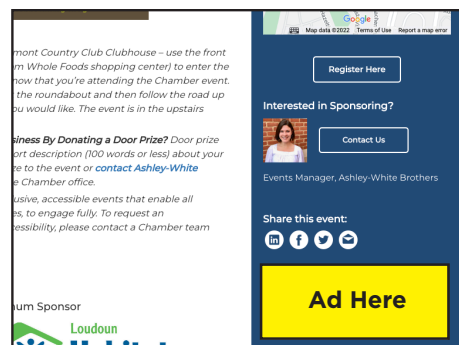 mont Country Club Clubhouse – use the front
m Whole Foods shopping center) to enter the
now that you're attending the Chamber event.
the roundabout and then follow the road up
ou would like. The event is in the upstairs
siness By Donating a Door Prize? Door prize
ort description (100 words or less) about your
ze to the event or contact Ashley-White
e Chamber office.
usive, accessible events that enable all
es, to engage fully. To request an
cessibility, please contact a Chamber team
num Sponsor
Loudoun
Google
Map data ©2022 Terms of Use Report a map error
Register Here
Interested in Sponsoring?
Contact Us
Events Manager, Ashley-White Brothers
Share this event:
in f
Ad Here